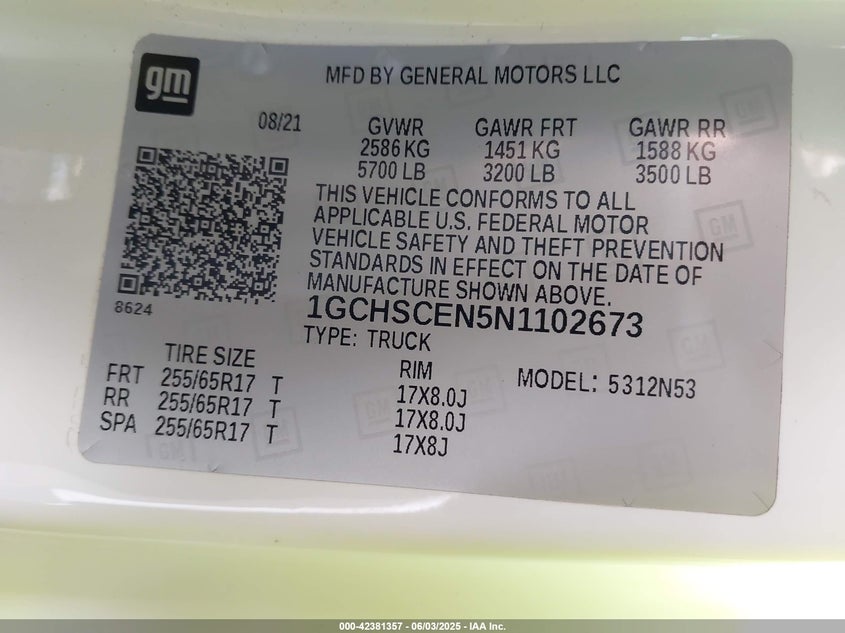 gm
MFD BY GENERAL MOTORS LLC
08/21
GVWR GAWR FRT GAWR RR
2586 KG 1451 KG 1588 KG
5700 LB 3200 LB 3500 LB
THIS VEHICLE CONFORMS TO ALL
APPLICABLE U.S. FEDERAL MOTOR
VEHICLE SAFETY AND THEFT PREVENTION
STANDARDS IN EFFECT ON THE DATE OF
MANUFACTURE SHOWN ABOVE.
8624
1GCHSCEN5N1102673
TYPE: TRUCK
TIRE SIZE RIM MODEL: 5312N53
FRT 255/65R17 T 17X8.0J
RR 255/65R17 T 17X8.0J
SPA 255/65R17 T 17X8J
000-42381357 - 06/03/2025 - IAA Inc.